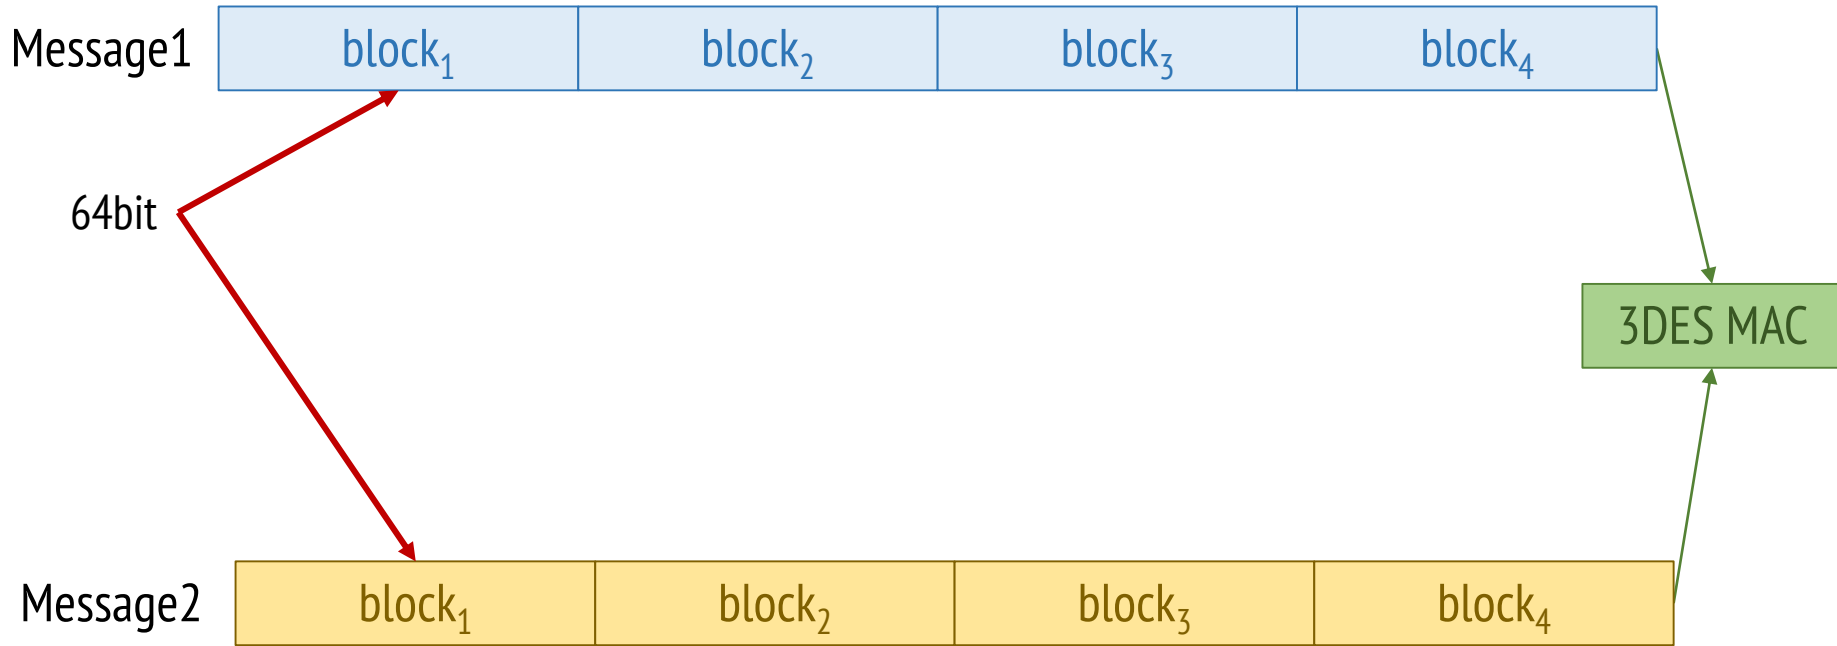 Message1 block₁ block₂ block₃ block₄
64bit
3DES MAC
Message2 block₁ block₂ block₃ block₄